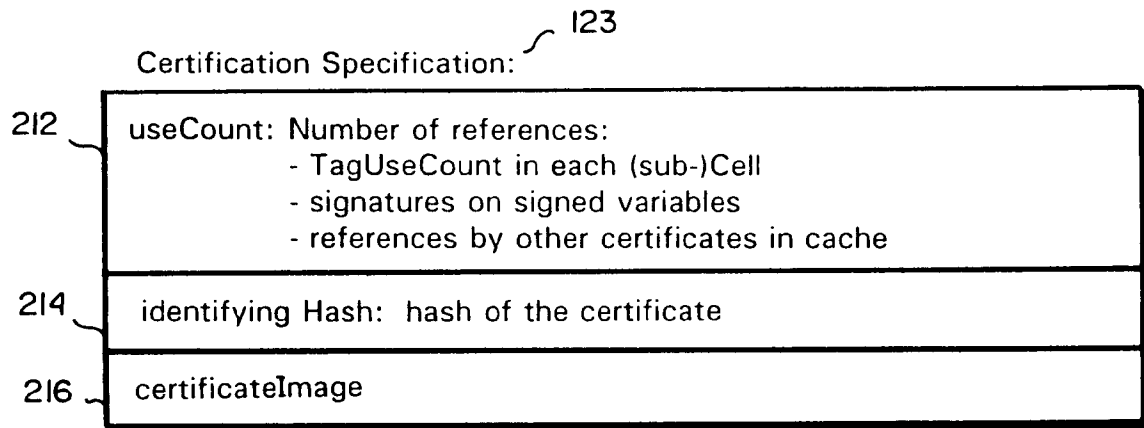 123
Certification Specification:
212
useCount: Number of references:
- TagUseCount in each (sub-)Cell
- signatures on signed variables
- references by other certificates in cache
214
identifying Hash: hash of the certificate
216
certificateImage